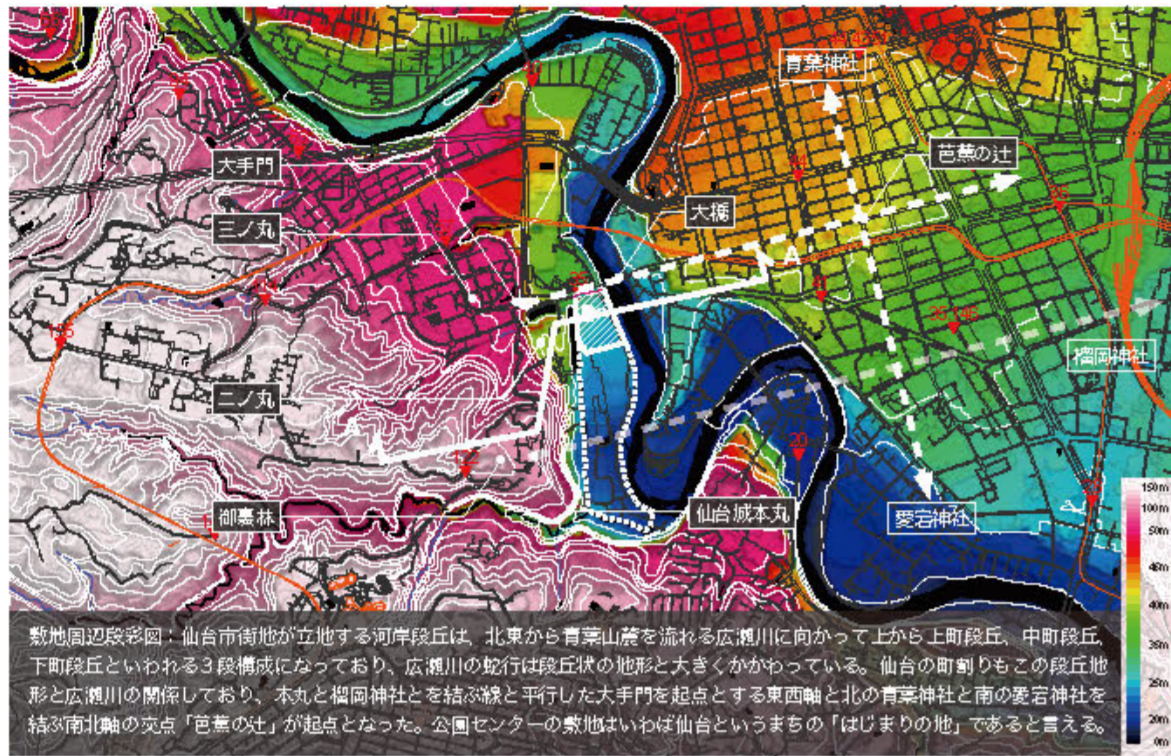 青葉神社
大手門
芭蕉の辻
三ノ丸
大橋
A
榴岡神社
二ノ丸
20
御裏林
仙台城本丸
愛宕神社
150m
100m
50m
40m
30m
20m
0m
敷地周辺段彩図：仙台市街地が立地する河岸段丘は、北東から青葉山麓を流れる広瀬川に向かって上から上町段丘、中町段丘、
下町段丘といわれる３段構成になっており、広瀬川の蛇行は段丘状の地形と大きくかかわっている。仙台の町割りもこの段丘地
形と広瀬川の関係しており、本丸と榴岡神社とを結ぶ線と平行した大手門を起点とする東西軸と北の青葉神社と南の愛宕神社を
結ぶ南北軸の交点「芭蕉の辻」が起点となった。公園センターの敷地はいわば仙台というまちの「はじまりの地」であると言える。